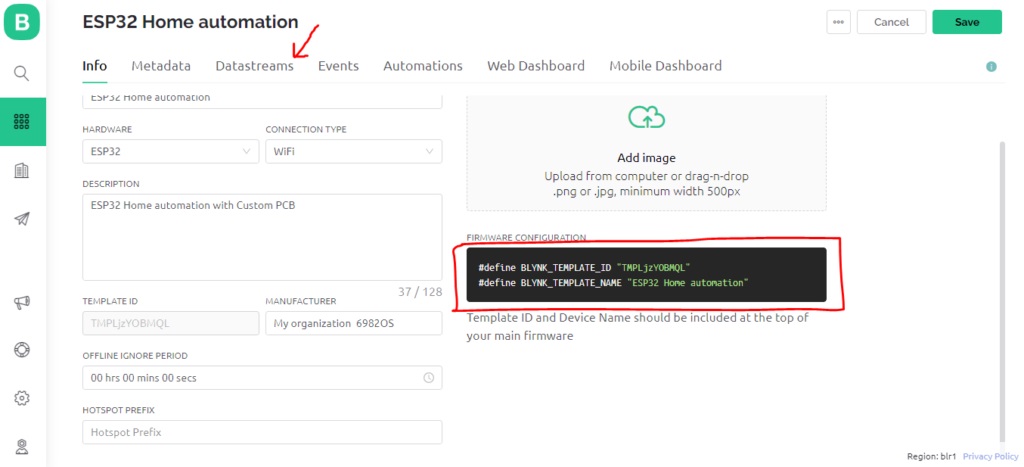 B
ESP32 Home automation
Cancel
Save
Info Metadata Datastreams Events Automations Web Dashboard Mobile Dashboard
ESP32 Home automation
HARDWARE
CONNECTION TYPE
ESP32
WiFi
DESCRIPTION
ESP32 Home automation with Custom PCB
37 / 128
TEMPLATE ID
MANUFACTURER
TMPLjzYOBMQL
My organization 6982OS
OFFLINE IGNORE PERIOD
00 hrs 00 mins 00 secs
HOTSPOT PREFIX
Hotspot Prefix
Add image
Upload from computer or drag-n-drop
.png or .jpg, minimum width 500px
FIRMWARE CONFIGURATION
#define BLYNK_TEMPLATE_ID "TMPLjzYOBMQL"
#define BLYNK_TEMPLATE_NAME "ESP32 Home automation"
Template ID and Device Name should be included at the top of
your main firmware
Region: blr1 Privacy Policy